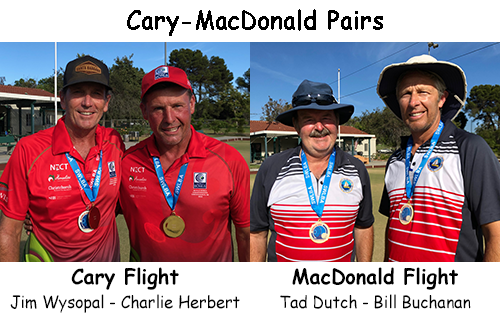 Cary-MacDonald Pairs
NZCT
Cary Flight
MacDonald Flight
Jim Wysopal - Charlie Herbert
Tad Dutch - Bill Buchanan